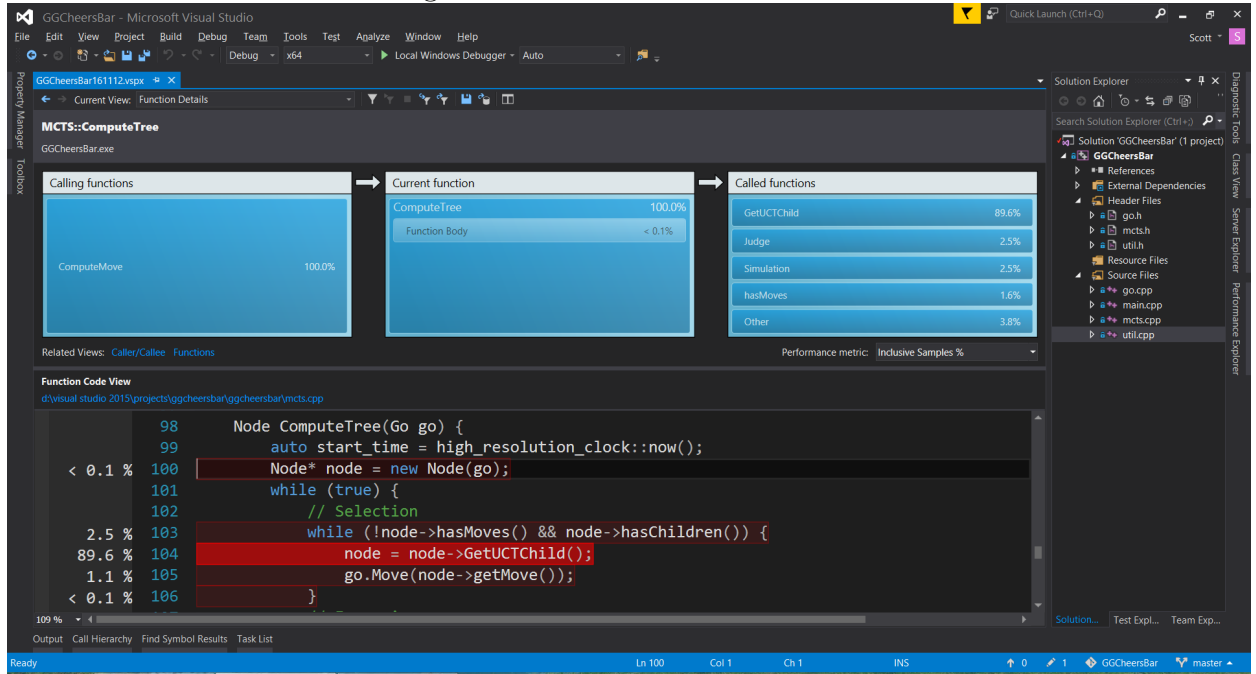 GGCheersBar - Microsoft Visual Studio
Quick Launch (Ctrl+Q)
File Edit View Project Build Debug Team Tools Test Analyze Window Help
Scott
S
Debug x64 Local Windows Debugger Auto
Property Manager
Toolbox
GGCheersBar161112.vspx
Current View: Function Details
MCTS::ComputeTree
GGCheersBar.exe
Calling functions
ComputeMove 100.0%
Current function
ComputeTree 100.0%
Function Body < 0.1%
Called functions
GetUCTChild 89.6%
Judge 2.5%
Simulation 2.5%
hasMoves 1.6%
Other 3.8%
Related Views: Caller/Callee Functions
Performance metric: Inclusive Samples %
Function Code View
d:\visual studio 2015\projects\ggcheersbar\ggcheersbar\mcts.cpp
98 Node ComputeTree(Go go) {
99 auto start_time = high_resolution_clock::now();
< 0.1 % 100 Node* node = new Node(go);
101 while (true) {
102 // Selection
2.5 % 103 while (!node->hasMoves() && node->hasChildren()) {
89.6 % 104 node = node->GetUCTChild();
1.1 % 105 go.Move(node->getMove());
< 0.1 % 106 }
109 %
Output Call Hierarchy Find Symbol Results Task List
Solution Explorer
Search Solution Explorer (Ctrl+;)
Solution 'GGCheersBar' (1 project)
GGCheersBar
References
External Dependencies
Header Files
go.h
mcts.h
util.h
Resource Files
Source Files
go.cpp
main.cpp
mcts.cpp
util.cpp
Solution... Test Expl... Team Exp...
Diagnostic Tools
Class View
Server Explorer
Performance Explorer
Ready Ln 100 Col 1 Ch 1 INS 0 1 GGCheersBar master